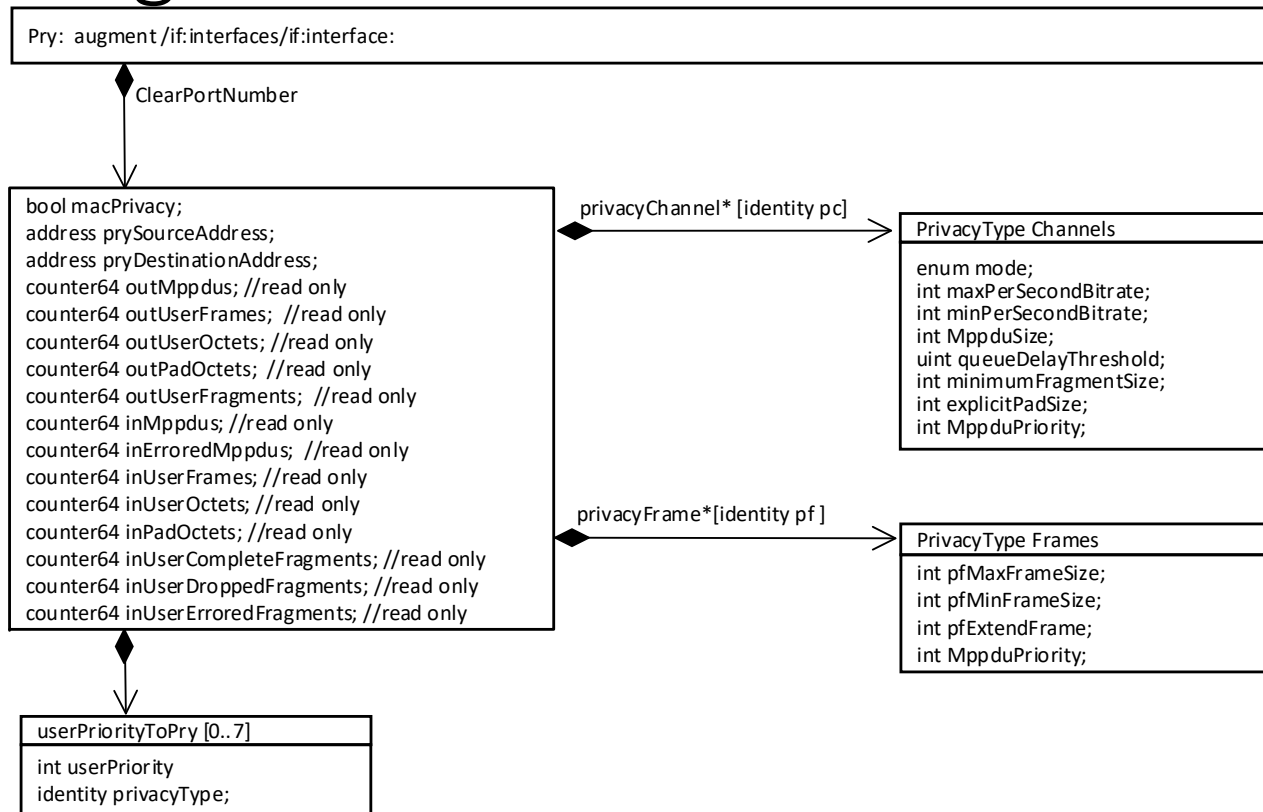 Pry: augment /if:interfaces/if:interface:
ClearPortNumber
bool macPrivacy;
address prySourceAddress;
address pryDestinationAddress;
counter64 outMppdus; //read only
counter64 outUserFrames; //read only
counter64 outUserOctets; //read only
counter64 outPadOctets; //read only
counter64 outUserFragments; //read only
counter64 inMppdus; //read only
counter64 inErroredMppdus; //read only
counter64 inUserFrames; //read only
counter64 inUserOctets; //read only
counter64 inPadOctets; //read only
counter64 inUserCompleteFragments; //read only
counter64 inUserDroppedFragments; //read only
counter64 inUserErroredFragments; //read only
privacyChannel* [identity pc]
PrivacyType Channels
enum mode;
int maxPerSecondBitrate;
int minPerSecondBitrate;
int MppduSize;
uint queueDelayThreshold;
int minimumFragmentSize;
int explicitPadSize;
int MppduPriority;
privacyFrame*[identity pf ]
PrivacyType Frames
int pfMaxFrameSize;
int pfMinFrameSize;
int pfExtendFrame;
int MppduPriority;
userPriorityToPry [0..7]
int userPriority
identity privacyType;